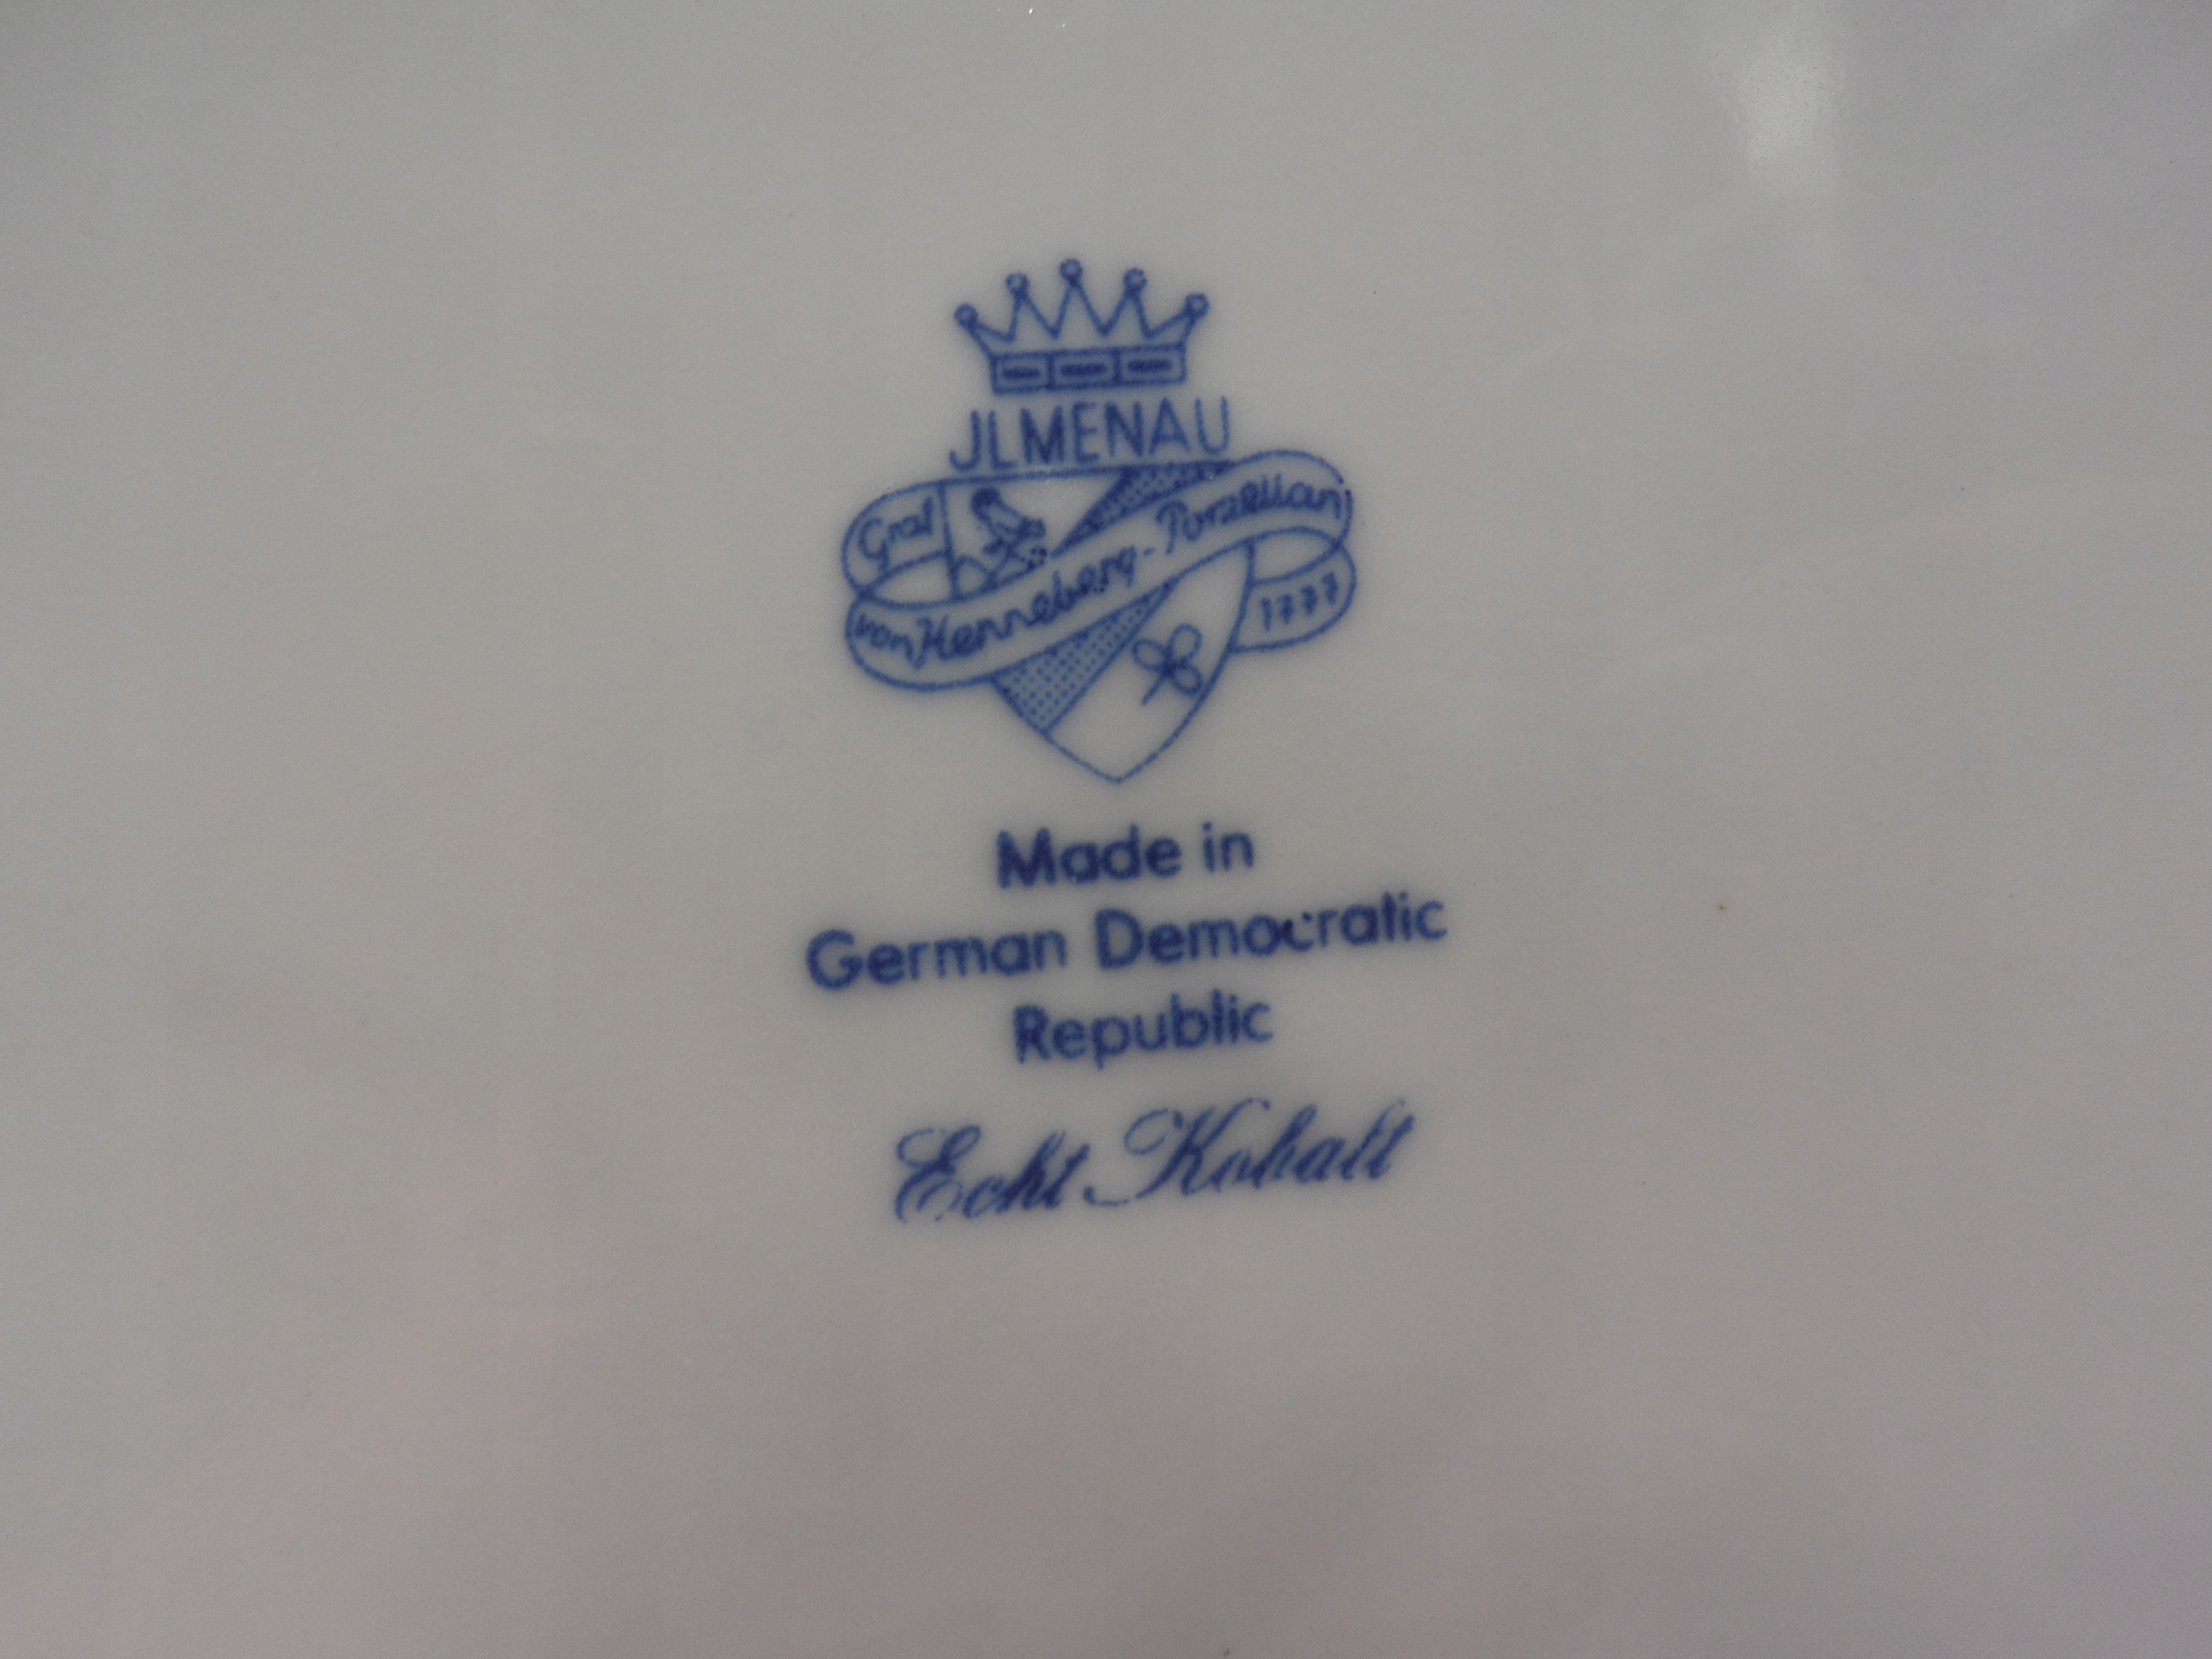 JLMENAU
Graf
von Henneberg-Porzellan
1777
Made in
German Democratic
Republic
Echt Kobalt